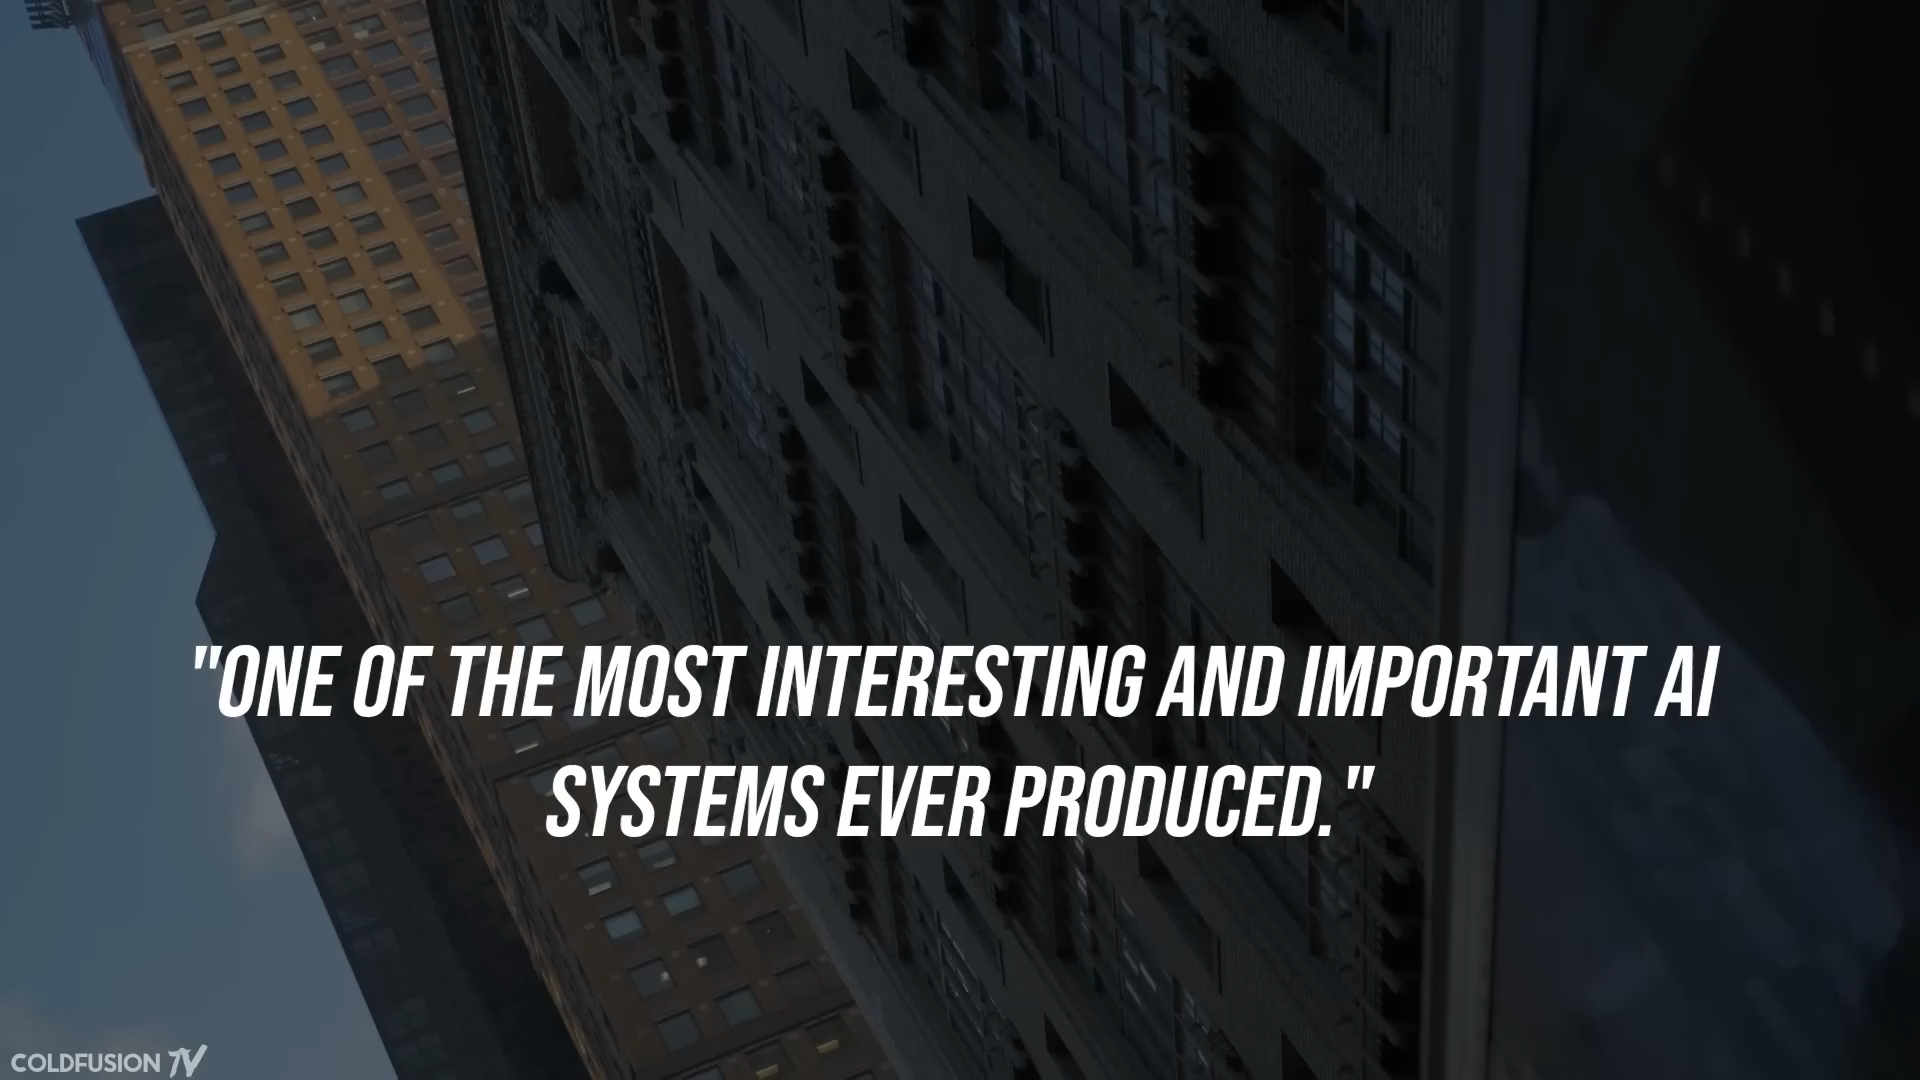 "ONE OF THE MOST INTERESTING AND IMPORTANT AI
SYSTEMS EVER PRODUCED."
COLDFUSION TV